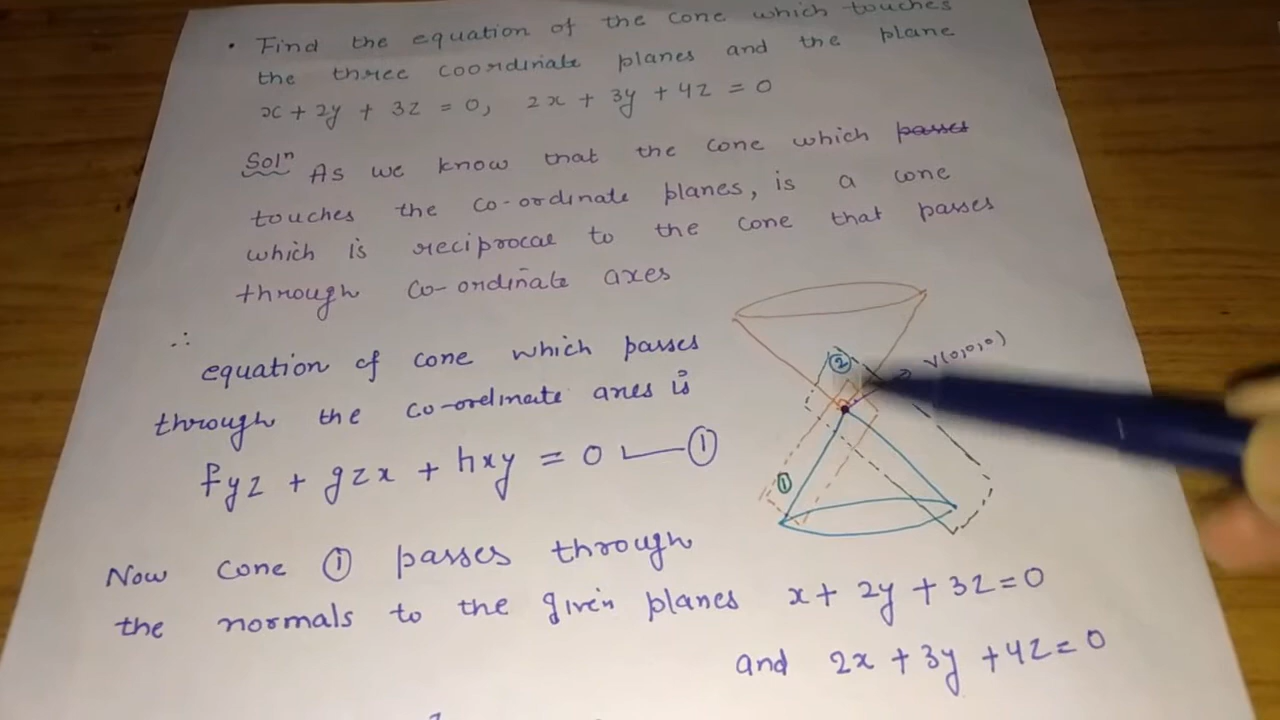 • Find the equation of the cone which touches
the three coordinate planes and the plane
x + 2y + 3z = 0, 2x + 3y + 4z = 0
Solⁿ As we know that the cone which passes
touches the co-ordinate planes, is a cone
which is reciprocal to the cone that passes
through co-ordinate axes
∴
equation of cone which passes
through the co-ordinate axes is
fyz + gzx + hxy = 0 — ①
②
V(0,0,0)
①
Now cone ① passes through
the normals to the given planes x + 2y + 3z = 0
and 2x + 3y + 4z = 0